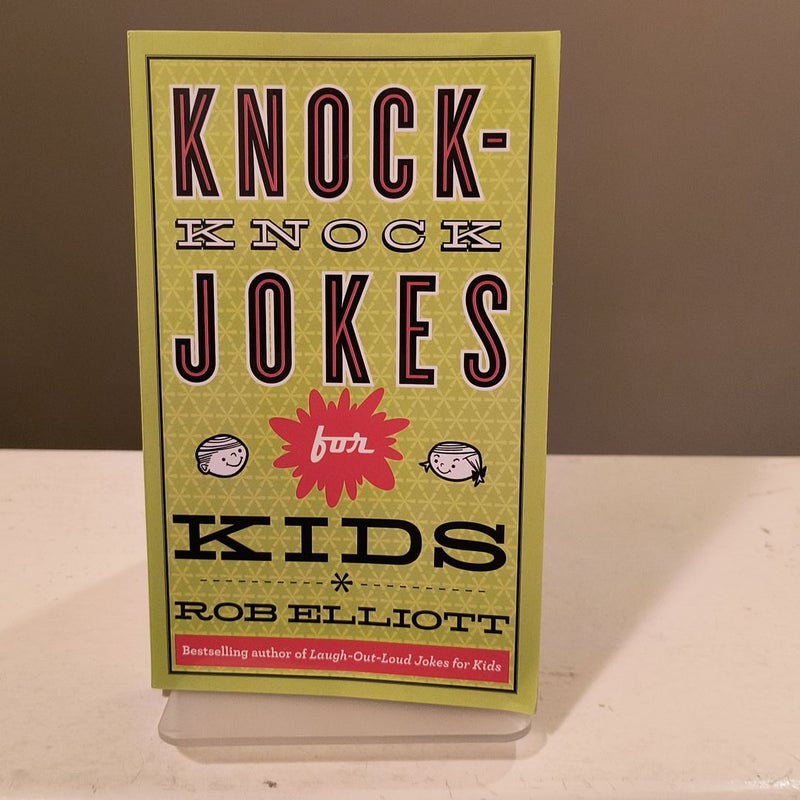 KNOCK-
KNOCK
JOKES
for
KIDS
ROB ELLIOTT
Bestselling author of Laugh-Out-Loud Jokes for Kids